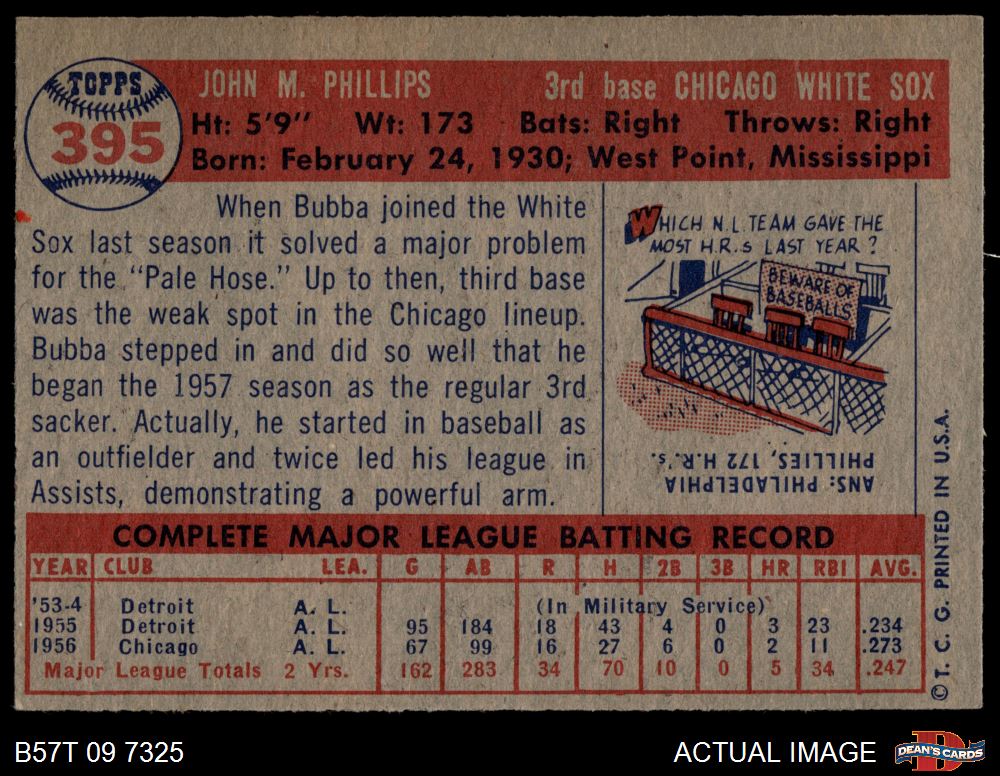 TOPPS
395
JOHN M. PHILLIPS 3rd base CHICAGO WHITE SOX
Ht: 5'9" Wt: 173 Bats: Right Throws: Right
Born: February 24, 1930; West Point, Mississippi
When Bubba joined the White
Sox last season it solved a major problem
for the "Pale Hose." Up to then, third base
was the weak spot in the Chicago lineup.
Bubba stepped in and did so well that he
began the 1957 season as the regular 3rd
sacker. Actually, he started in baseball as
an outfielder and twice led his league in
Assists, demonstrating a powerful arm.
WHICH N.L. TEAM GAVE THE
MOST H.R.s LAST YEAR?
BEWARE OF
BASEBALLS
ANS: PHILADELPHIA
PHILLIES, 172 H.R.'s.
COMPLETE MAJOR LEAGUE BATTING RECORD
YEAR CLUB LEA. G AB R H 2B 3B HR RBI AVG.
'53-4 Detroit A. L. (In Military Service)
1955 Detroit A. L. 95 184 18 43 4 0 3 23 .234
1956 Chicago A. L. 67 99 16 27 6 0 2 11 .273
Major League Totals 2 Yrs. 162 283 34 70 10 0 5 34 .247
© T. C. G. PRINTED IN U.S.A.
B57T 09 7325 ACTUAL IMAGE
DEAN'S CARDS